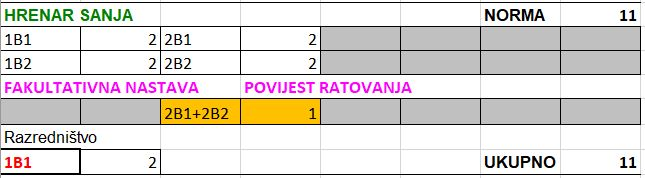 HRENAR SANJA NORMA 11
1B1 2 2B1 2
1B2 2 2B2 2
FAKULTATIVNA NASTAVA POVIJEST RATOVANJA
2B1+2B2 1
Razredništvo
1B1 2 UKUPNO 11